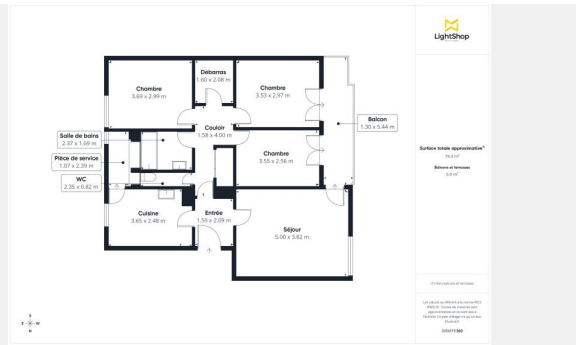 LightShop
Chambre
3.69 x 2.99 m
Débarras
1.60 x 2.08 m
Chambre
3.53 x 2.97 m
Balcon
1.30 x 5.44 m
Couloir
1.58 x 4.00 m
Salle de bains
2.37 x 1.69 m
Pièce de service
1.07 x 2.39 m
WC
2.35 x 0.82 m
Chambre
3.55 x 2.56 m
Cuisine
3.65 x 2.48 m
Entrée
1.59 x 2.09 m
Séjour
5.00 x 3.82 m
Surface totale approximative
Balcons et terrasses
S
E
W
N
GIRAFFE360